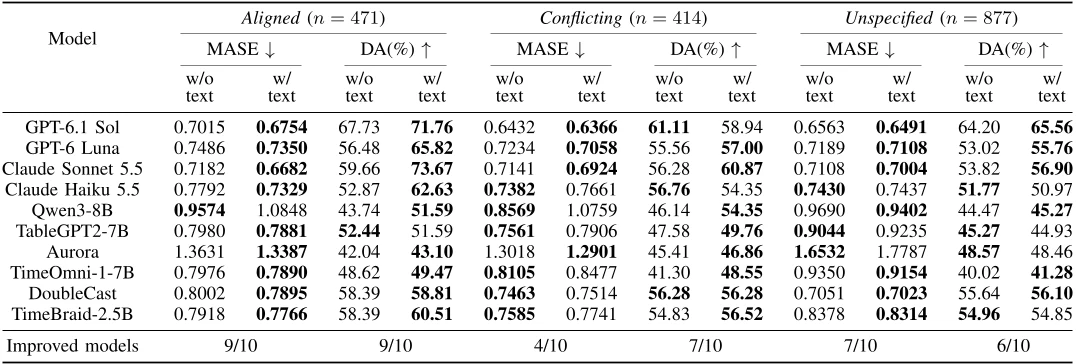 Model Aligned (n = 471) Conflicting (n = 414) Unspecified (n = 877)
MASE ↓ DA(%) ↑ MASE ↓ DA(%) ↑ MASE ↓ DA(%) ↑
w/o text w/ text w/o text w/ text w/o text w/ text w/o text w/ text w/o text w/ text w/o text w/ text
GPT-6.1 Sol 0.7015 0.6754 67.73 71.76 0.6432 0.6366 61.11 58.94 0.6563 0.6491 64.20 65.56
GPT-6 Luna 0.7486 0.7350 56.48 65.82 0.7234 0.7058 55.56 57.00 0.7189 0.7108 53.02 55.76
Claude Sonnet 5.5 0.7182 0.6682 59.66 73.67 0.7141 0.6924 56.28 60.87 0.7108 0.7004 53.82 56.90
Claude Haiku 5.5 0.7792 0.7329 52.87 62.63 0.7382 0.7661 56.76 54.35 0.7430 0.7437 51.77 50.97
Qwen3-8B 0.9574 1.0848 43.74 51.59 0.8569 1.0759 46.14 54.35 0.9690 0.9402 44.47 45.27
TableGPT2-7B 0.7980 0.7881 52.44 51.59 0.7561 0.7906 47.58 49.76 0.9044 0.9235 45.27 44.93
Aurora 1.3631 1.3387 42.04 43.10 1.3018 1.2901 45.41 46.86 1.6532 1.7787 48.57 48.46
TimeOmni-1-7B 0.7976 0.7890 48.62 49.47 0.8105 0.8477 41.30 48.55 0.9350 0.9154 40.02 41.28
DoubleCast 0.8002 0.7895 58.39 58.81 0.7463 0.7514 56.28 56.28 0.7051 0.7023 55.64 56.10
TimeBraid-2.5B 0.7918 0.7766 58.39 60.51 0.7585 0.7741 54.83 56.52 0.8378 0.8314 54.96 54.85
Improved models 9/10 9/10 4/10 7/10 7/10 6/10